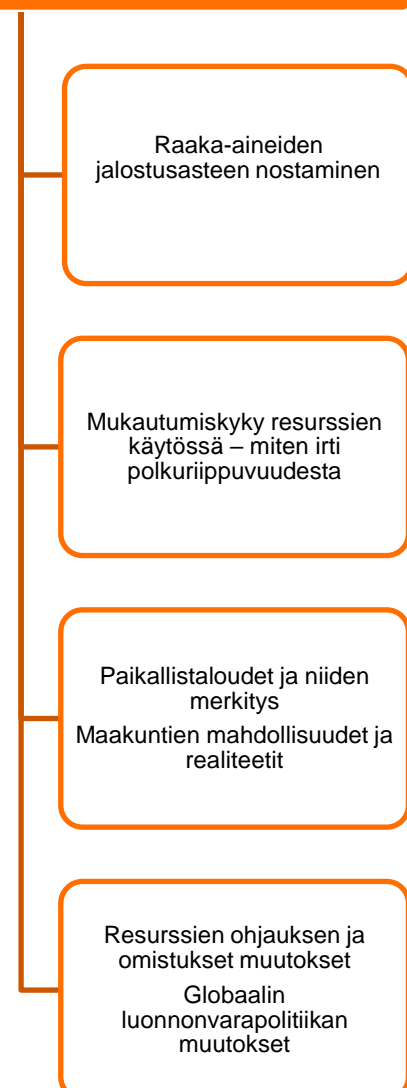 Raaka-aineiden
jalostusasteen nostaminen
Mukautumiskyky resurssien
käytössä – miten irti
polkuriippuvuudesta
Paikallistaloudet ja niiden
merkitys
Maakuntien mahdollisuudet ja
realiteetit
Resurssien ohjauksen ja
omistukset muutokset
Globaalin
luonnonvarapolitiikan
muutokset